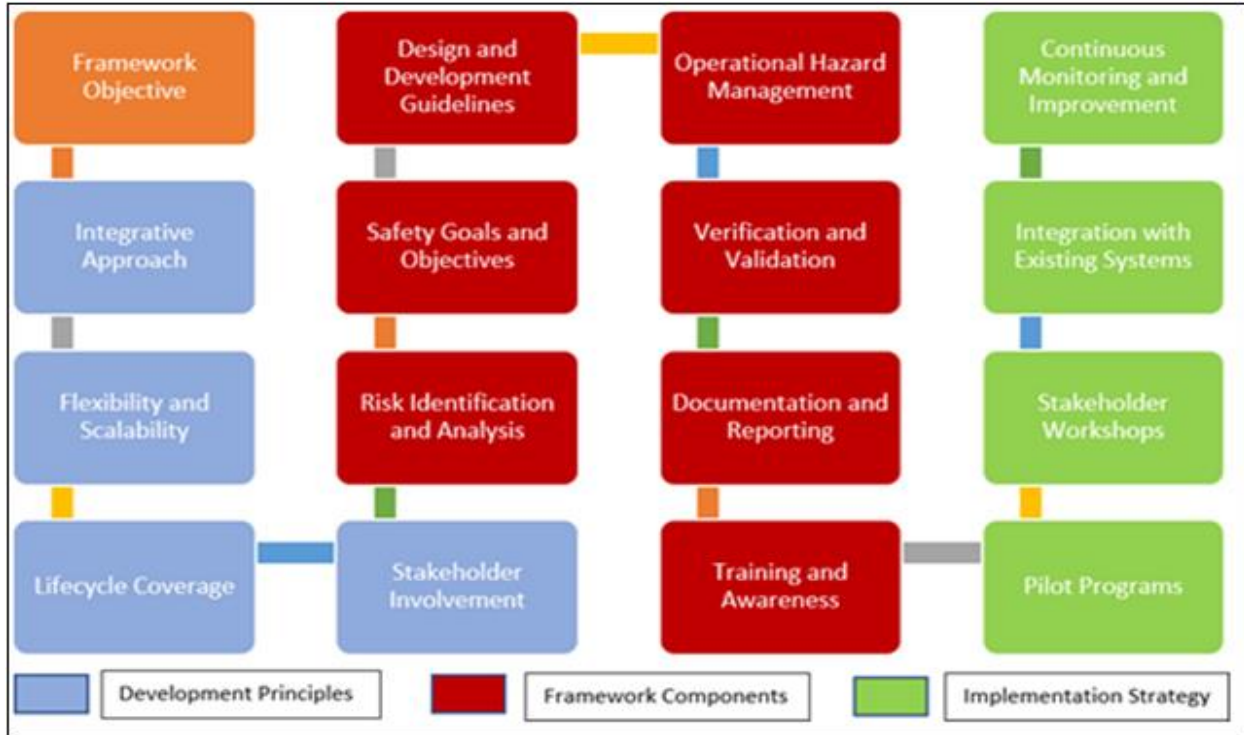 Framework
Objective
Design and
Development
Guidelines
Operational Hazard
Management
Continuous
Monitoring and
Improvement
Integrative
Approach
Safety Goals and
Objectives
Verification and
Validation
Integration with
Existing Systems
Flexibility and
Scalability
Risk Identification
and Analysis
Documentation and
Reporting
Stakeholder
Workshops
Lifecycle Coverage
Stakeholder
Involvement
Training and
Awareness
Pilot Programs
Development Principles
Framework Components
Implementation Strategy